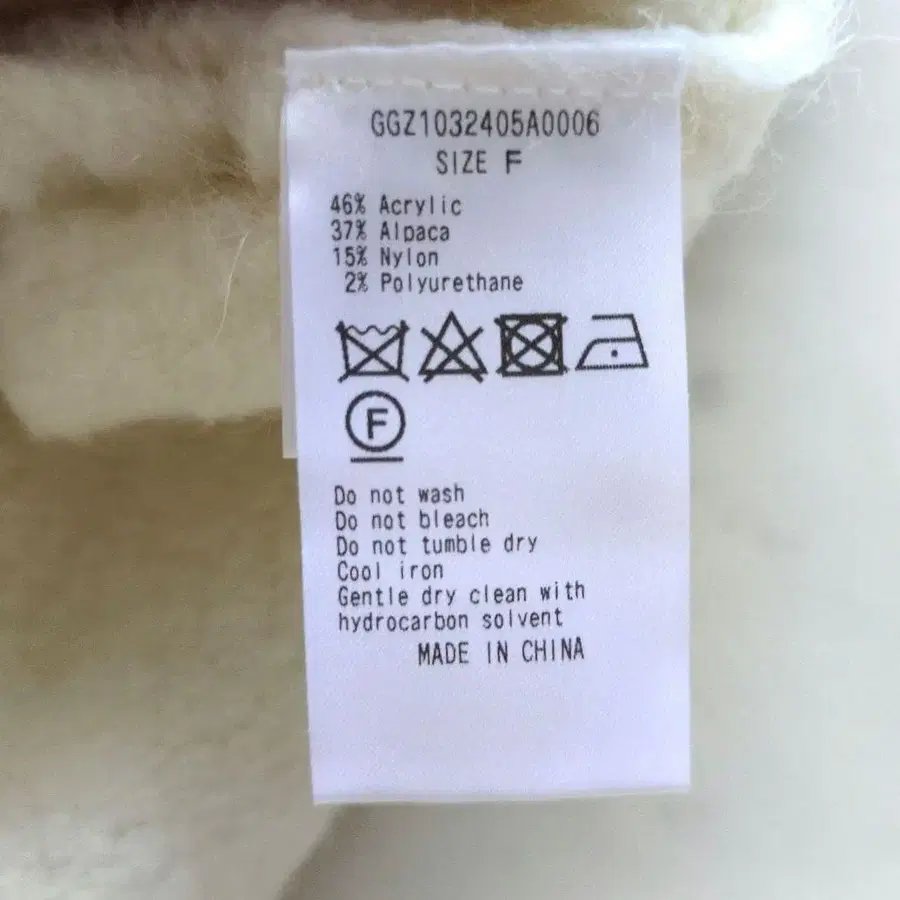 GGZ1032405A0006
SIZE F
46% Acrylic
37% Alpaca
15% Nylon
2% Polyurethane
F
Do not wash
Do not bleach
Do not tumble dry
Cool iron
Gentle dry clean with
hydrocarbon solvent
MADE IN CHINA